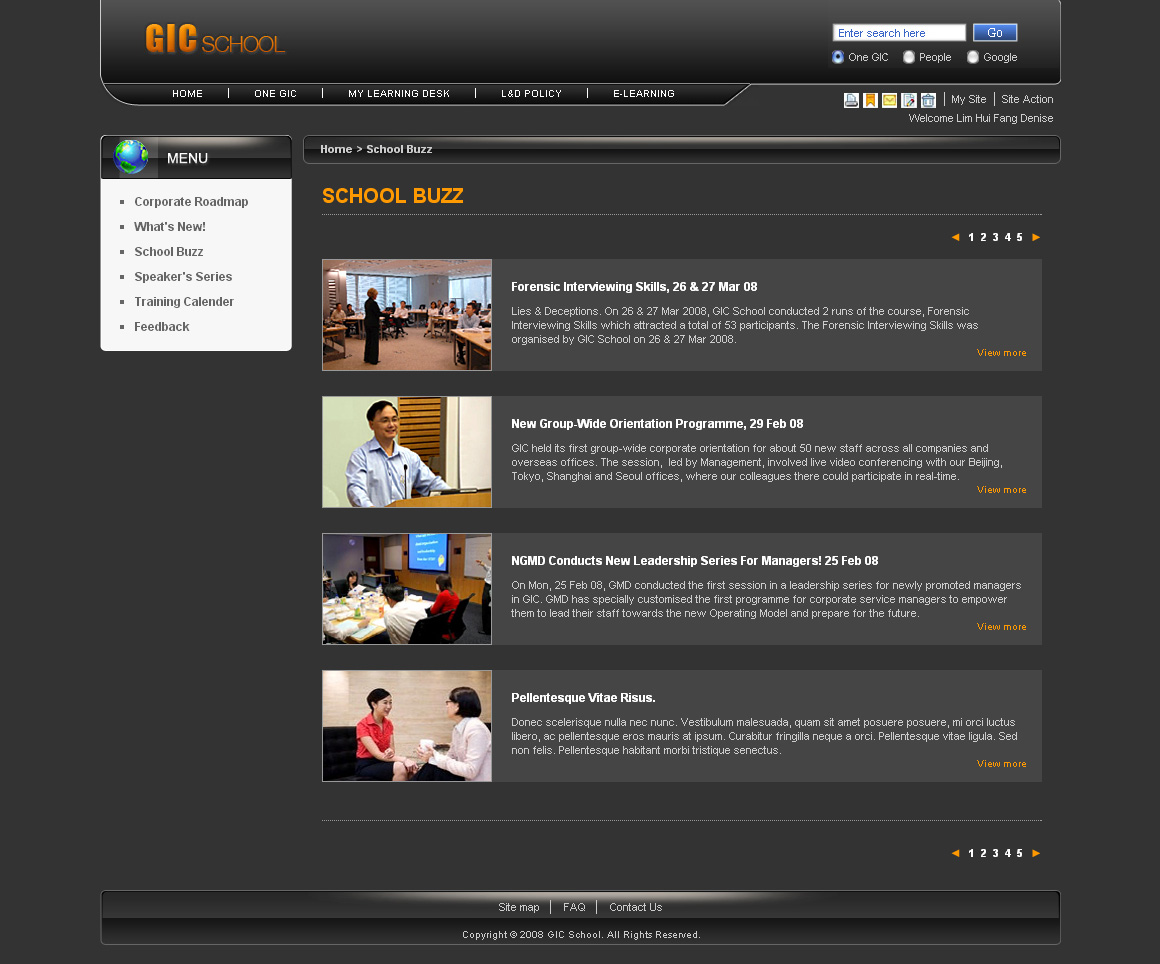 GIC SCHOOL
Enter search here Go
One GIC People Google
HOME ONE GIC MY LEARNING DESK L&D POLICY E-LEARNING
My Site Site Action
Welcome Lim Hui Fang Denise
MENU
Corporate Roadmap
What's New!
School Buzz
Speaker's Series
Training Calender
Feedback
Home > School Buzz
SCHOOL BUZZ
1 2 3 4 5
Forensic Interviewing Skills, 26 & 27 Mar 08
Lies & Deceptions. On 26 & 27 Mar 2008, GIC School conducted 2 runs of the course, Forensic
Interviewing Skills which attracted a total of 53 participants. The Forensic Interviewing Skills was
organised by GIC School on 26 & 27 Mar 2008.
View more
New Group-Wide Orientation Programme, 29 Feb 08
GIC held its first group-wide corporate orientation for about 50 new staff across all companies and
overseas offices. The session, led by Management, involved live video conferencing with our Beijing,
Tokyo, Shanghai and Seoul offices, where our colleagues there could participate in real-time.
View more
NGMD Conducts New Leadership Series For Managers! 25 Feb 08
On Mon, 25 Feb 08, GMD conducted the first session in a leadership series for newly promoted managers
in GIC. GMD has specially customised the first programme for corporate service managers to empower
them to lead their staff towards the new Operating Model and prepare for the future.
View more
Pellentesque Vitae Risus.
Donec scelerisque nulla nec nunc. Vestibulum malesuada, quam sit amet posuere posuere, mi orci luctus
libero, ac pellentesque eros mauris at ipsum. Curabitur fringilla neque a orci. Pellentesque vitae ligula. Sed
non felis. Pellentesque habitant morbi tristique senectus.
View more
1 2 3 4 5
Site map FAQ Contact Us
Copyright © 2008 GIC School. All Rights Reserved.